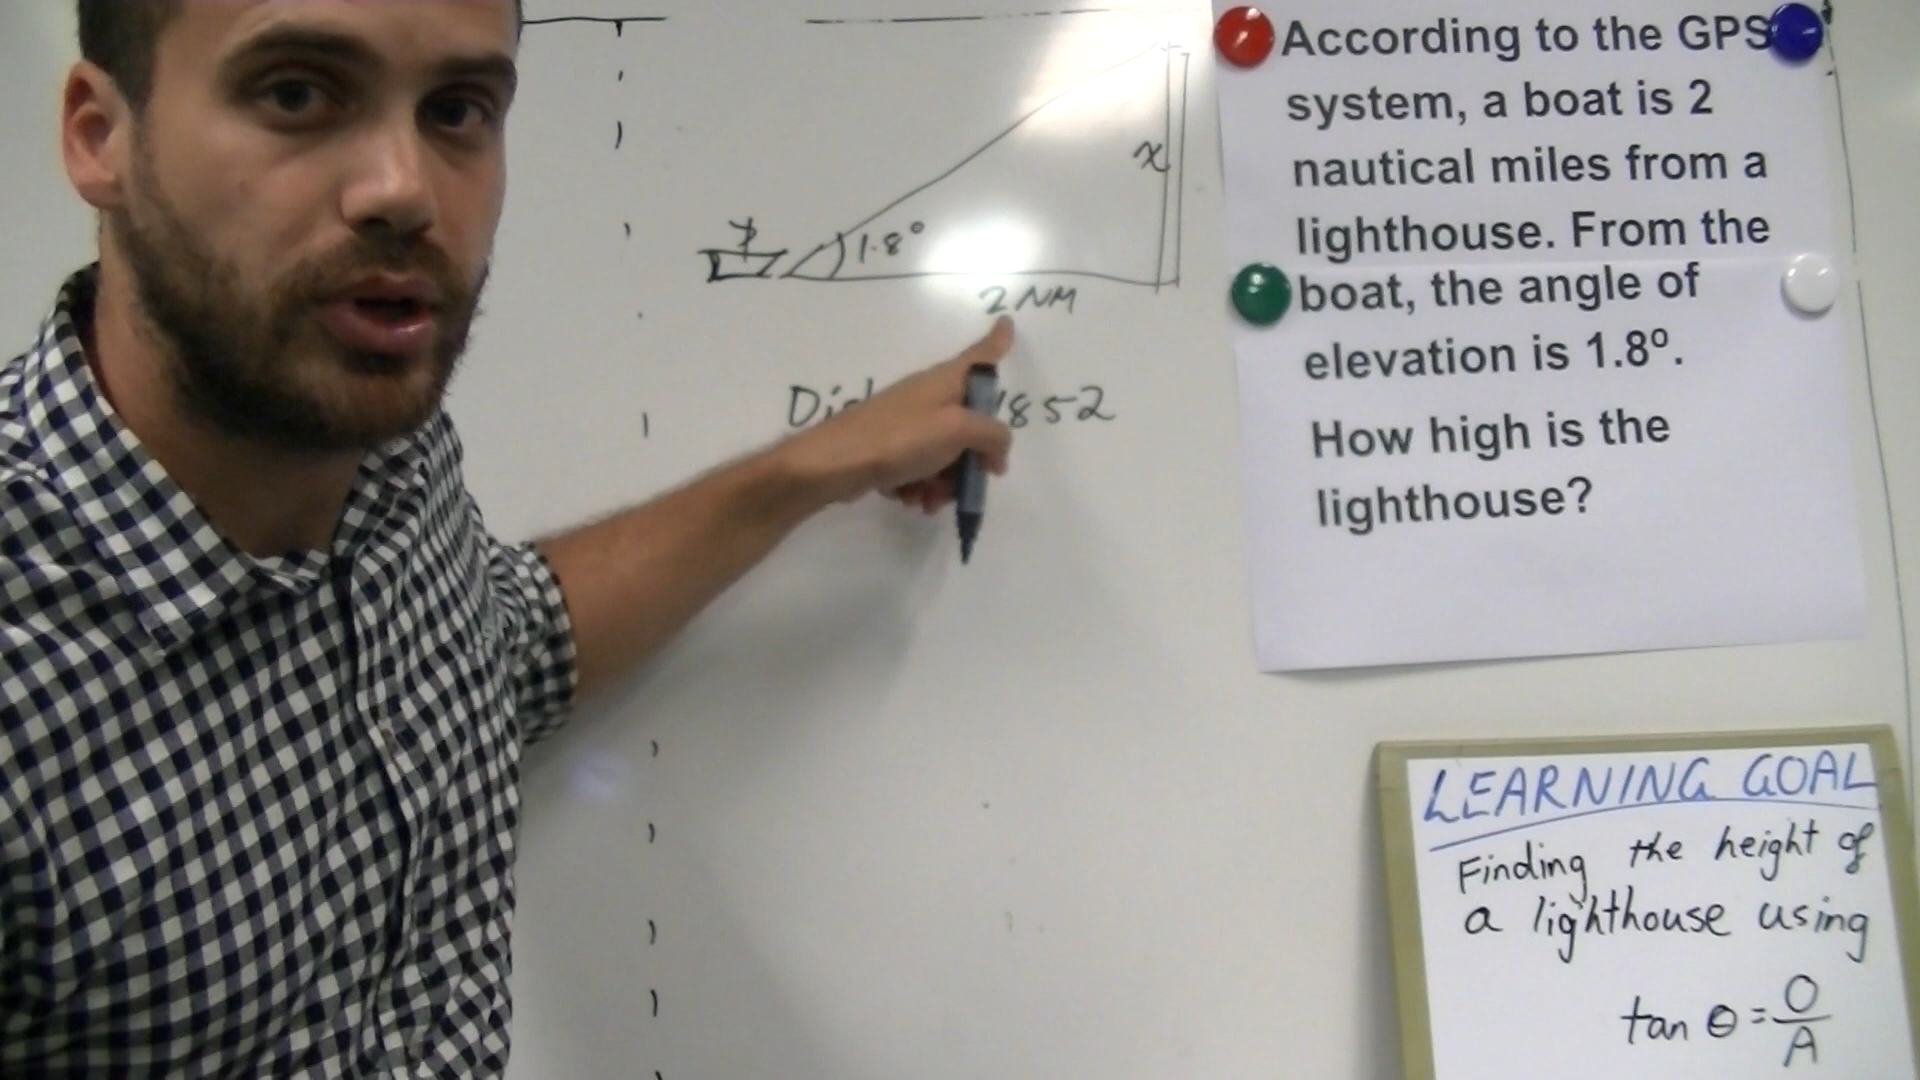 x
1.8°
2 NM
1852
According to the GPS
system, a boat is 2
nautical miles from a
lighthouse. From the
boat, the angle of
elevation is 1.8º.
How high is the
lighthouse?
LEARNING GOAL
Finding the height of
a lighthouse using
tan θ = O
A